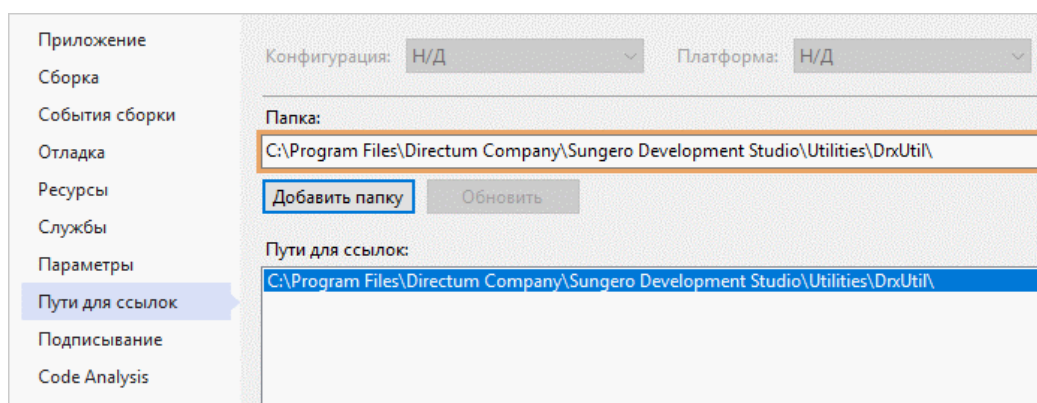 Приложение
Сборка
События сборки
Отладка
Ресурсы
Службы
Параметры
Пути для ссылок
Подписывание
Code Analysis
Конфигурация: Н/Д Платформа: Н/Д
Папка:
C:\Program Files\Directum Company\Sungero Development Studio\Utilities\DrxUtil\
Добавить папку Обновить
Пути для ссылок:
C:\Program Files\Directum Company\Sungero Development Studio\Utilities\DrxUtil\